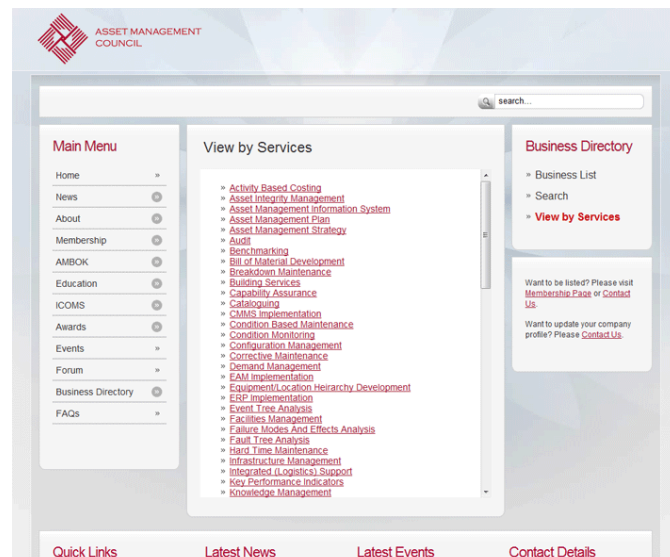 ASSET MANAGEMENT
COUNCIL
search...
Main Menu
Home »
News
About
Membership
AMBOK
Education
ICOMS
Awards
Events »
Forum »
Business Directory
FAQs »
View by Services
» Activity Based Costing
» Asset Integrity Management
» Asset Management Information System
» Asset Management Plan
» Asset Management Strategy
» Audit
» Benchmarking
» Bill of Material Development
» Breakdown Maintenance
» Building Services
» Capability Assurance
» Cataloguing
» CMMS Implementation
» Condition Based Maintenance
» Condition Monitoring
» Configuration Management
» Corrective Maintenance
» Demand Management
» EAM Implementation
» Equipment/Location Heirarchy Development
» ERP Implementation
» Event Tree Analysis
» Facilities Management
» Failure Modes And Effects Analysis
» Fault Tree Analysis
» Hard Time Maintenance
» Infrastructure Management
» Integrated (Logistics) Support
» Key Performance Indicators
» Knowledge Management
Business Directory
» Business List
» Search
» View by Services
Want to be listed? Please visit
Membership Page or Contact
Us.
Want to update your company
profile? Please Contact Us.
Quick Links
Latest News
Latest Events
Contact Details